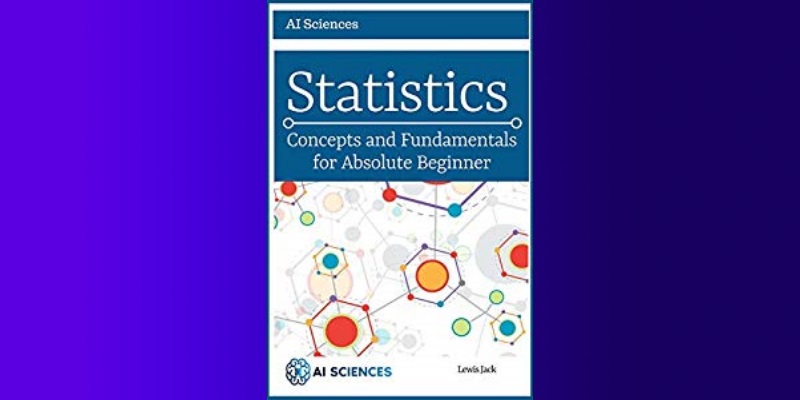 AI Sciences
Statistics
Concepts and Fundamentals
for Absolute Beginner
AI SCIENCES
Lewis Jack